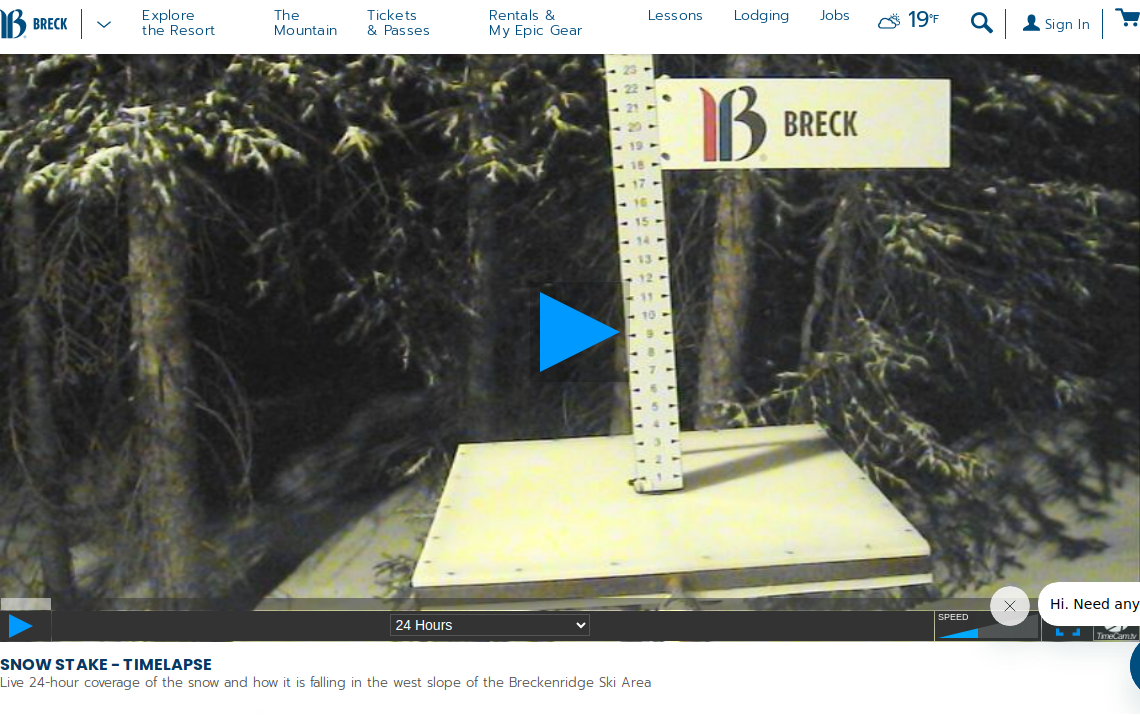 BRECK
Explore
the Resort
The
Mountain
Tickets
& Passes
Rentals &
My Epic Gear
Lessons
Lodging
Jobs
19°F
Sign In
23
22
21
20
19
18
17
16
15
14
13
12
11
10
9
8
7
6
5
4
3
2
1
B BRECK
24 Hours
SPEED
Hi. Need any
TimeCam.tv
SNOW STAKE - TIMELAPSE
Live 24-hour coverage of the snow and how it is falling in the west slope of the Breckenridge Ski Area